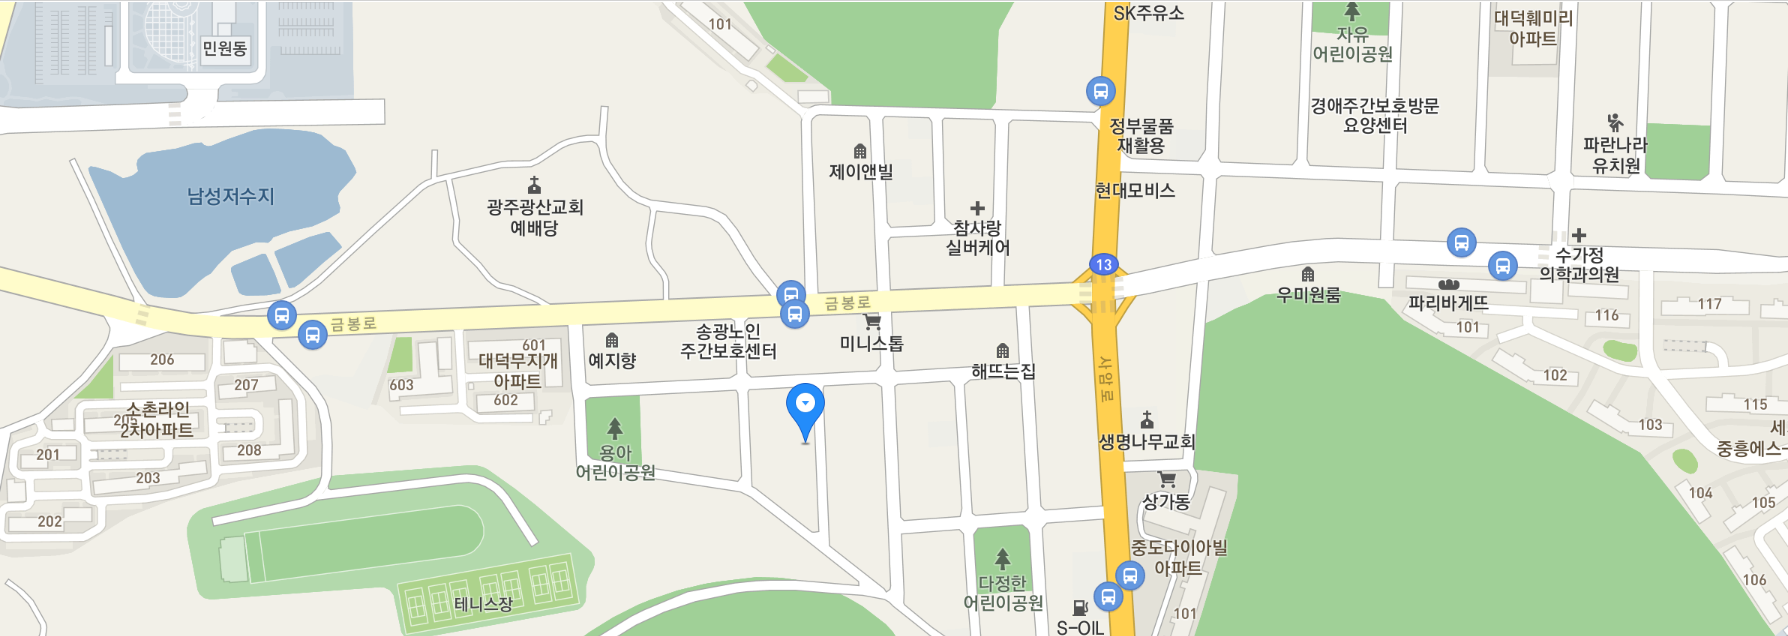 101
SK주유소
자유
어린이공원
대덕훼미리
아파트
민원동
경애주간보호방문
요양센터
정부물품
재활용
파란나라
유치원
제이앤빌
현대모비스
남성저수지
광주광산교회
예배당
참사랑
실버케어
수가정
의학과의원
13
우미원룸
파리바게뜨
117
116
101
금봉로
금봉로
송광노인
주간보호센터
미니스톱
예지향
해뜨는집
206
207
대덕무지개
아파트
601
603
602
사암로
102
103
115
소촌라인
2차아파트
205
201
208
203
202
용아
어린이공원
생명나무교회
상가동
중흥에스
104
105
106
테니스장
다정한
어린이공원
중도다이아빌
아파트
101
S-OIL